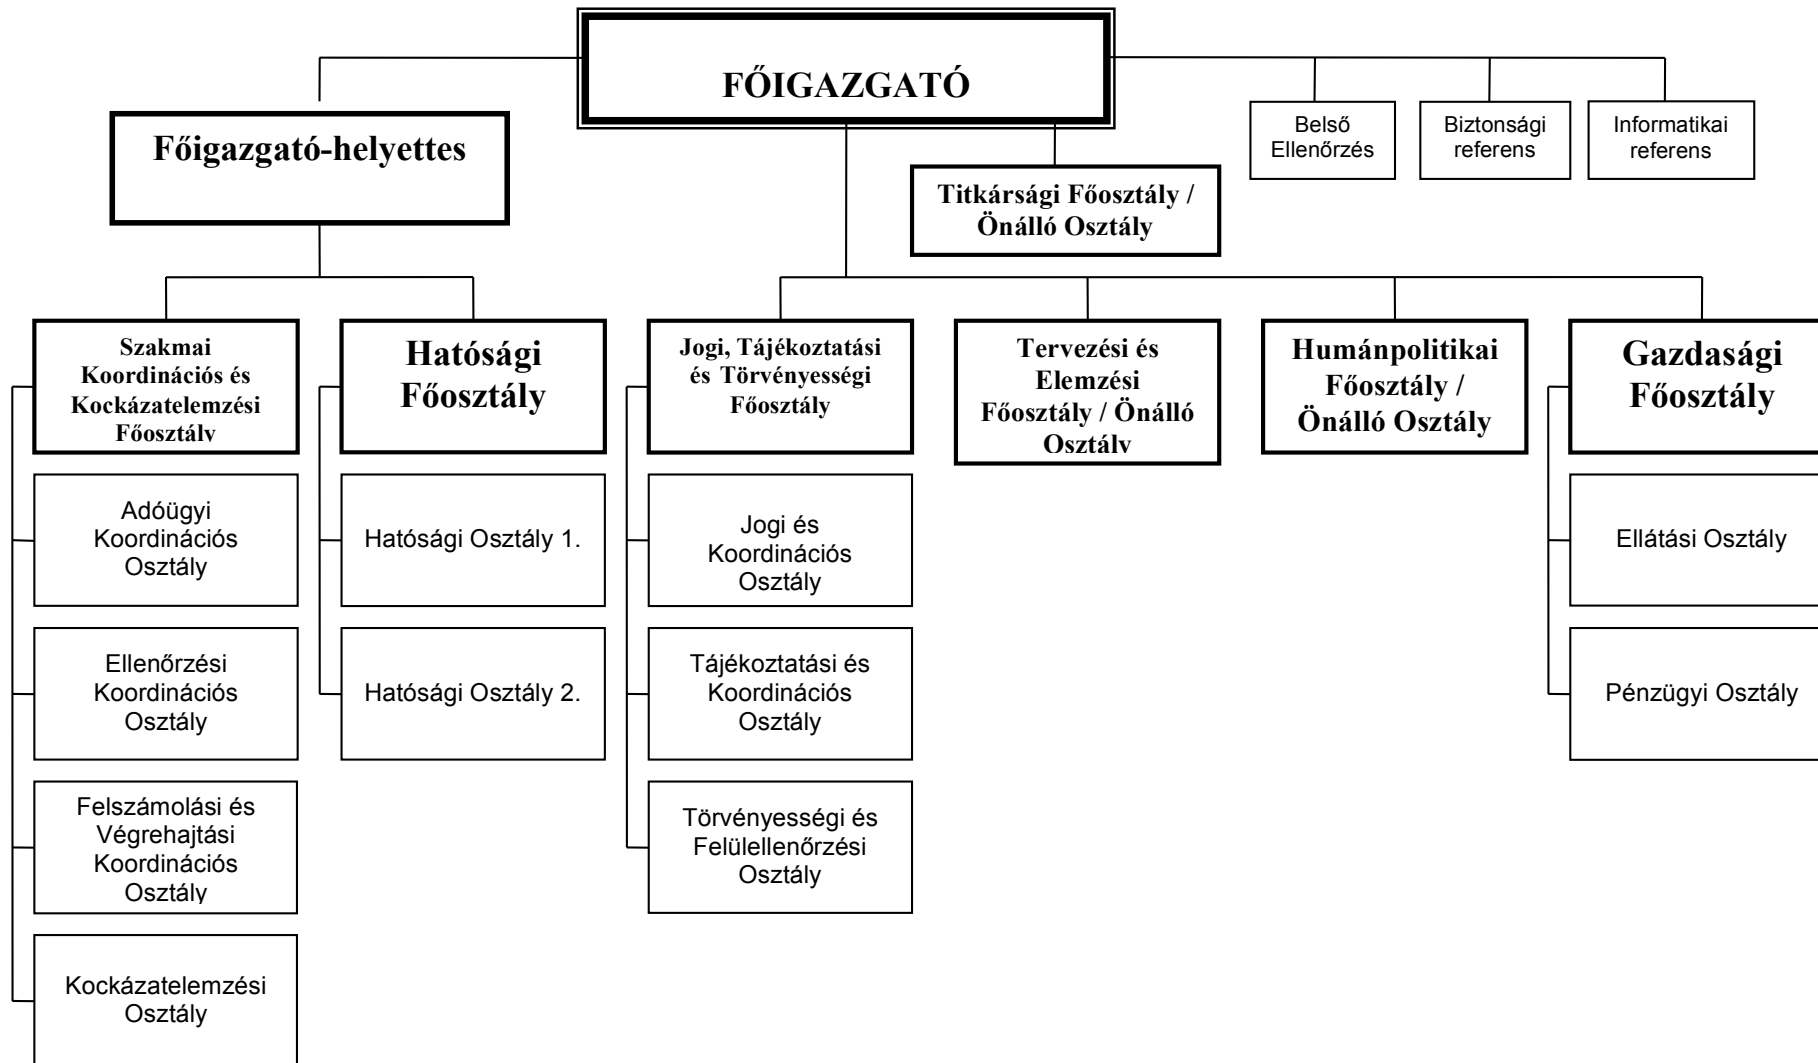 FŐIGAZGATÓ
Főigazgató-helyettes
Belső
Ellenőrzés
Biztonsági
referens
Informatikai
referens
Titkársági Főosztály /
Önálló Osztály
Szakmai
Koordinációs és
Kockázatelemzési
Főosztály
Hatósági
Főosztály
Jogi, Tájékoztatási
és Törvényességi
Főosztály
Tervezési és
Elemzési
Főosztály / Önálló
Osztály
Humánpolitikai
Főosztály /
Önálló Osztály
Gazdasági
Főosztály
Adóügyi
Koordinációs
Osztály
Hatósági Osztály 1.
Jogi és
Koordinációs
Osztály
Ellátási Osztály
Ellenőrzési
Koordinációs
Osztály
Hatósági Osztály 2.
Tájékoztatási és
Koordinációs
Osztály
Pénzügyi Osztály
Felszámolási és
Végrehajtási
Koordinációs
Osztály
Törvényességi és
Felülellenőrzési
Osztály
Kockázatelemzési
Osztály